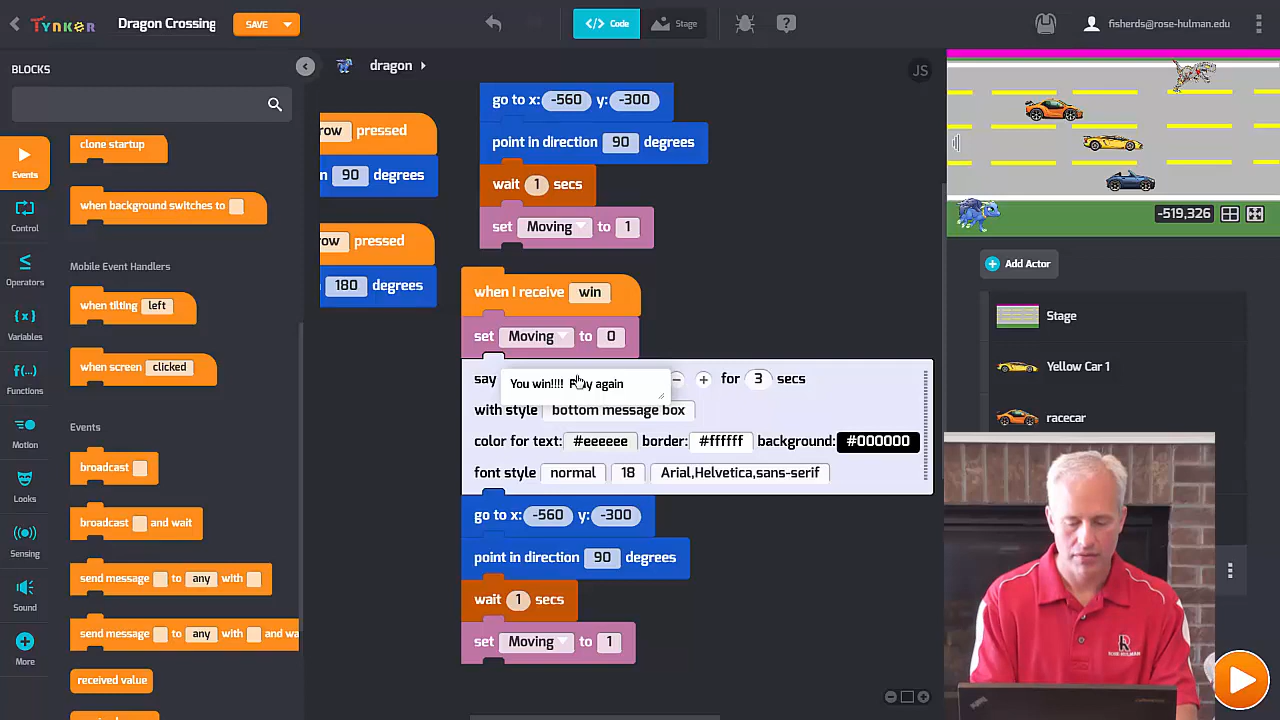 Tynker
Dragon Crossing
SAVE
</> Code
Stage
fisherds@rose-hulman.edu
BLOCKS
dragon
JS
Events
Control
Operators
{x}
Variables
f(...)
Functions
Motion
Looks
Sensing
Sound
More
clone startup
when background switches to
Mobile Event Handlers
when tilting left
when screen clicked
Events
broadcast
broadcast and wait
send message to any with
send message to any with and wa
received value
row pressed
n 90 degrees
row pressed
180 degrees
go to x: -560 y: -300
point in direction 90 degrees
wait 1 secs
set Moving to 1
when I receive win
set Moving to 0
say You win!!!! Play again - + for 3 secs
with style bottom message box
color for text: #eeeeee border: #ffffff background: #000000
font style normal 18 Arial,Helvetica,sans-serif
go to x: -560 y: -300
point in direction 90 degrees
wait 1 secs
set Moving to 1
-519,326
Add Actor
Stage
Yellow Car 1
racecar
R
ROSE-HULMAN